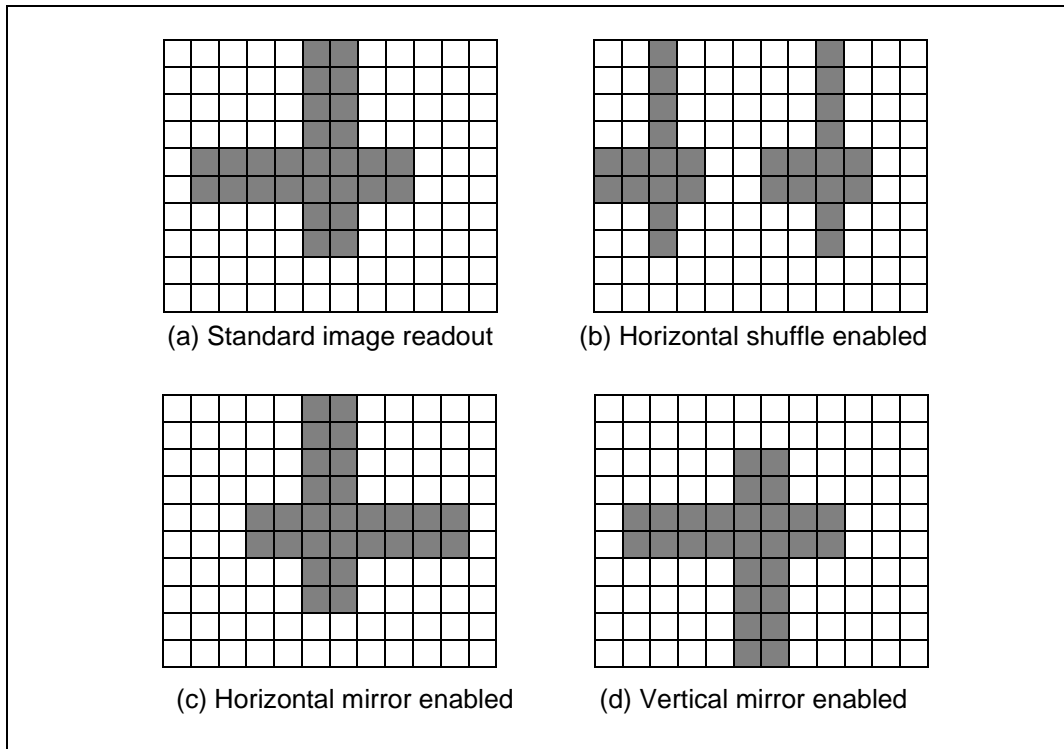 (a) Standard image readout
(b) Horizontal shuffle enabled
(c) Horizontal mirror enabled
(d) Vertical mirror enabled